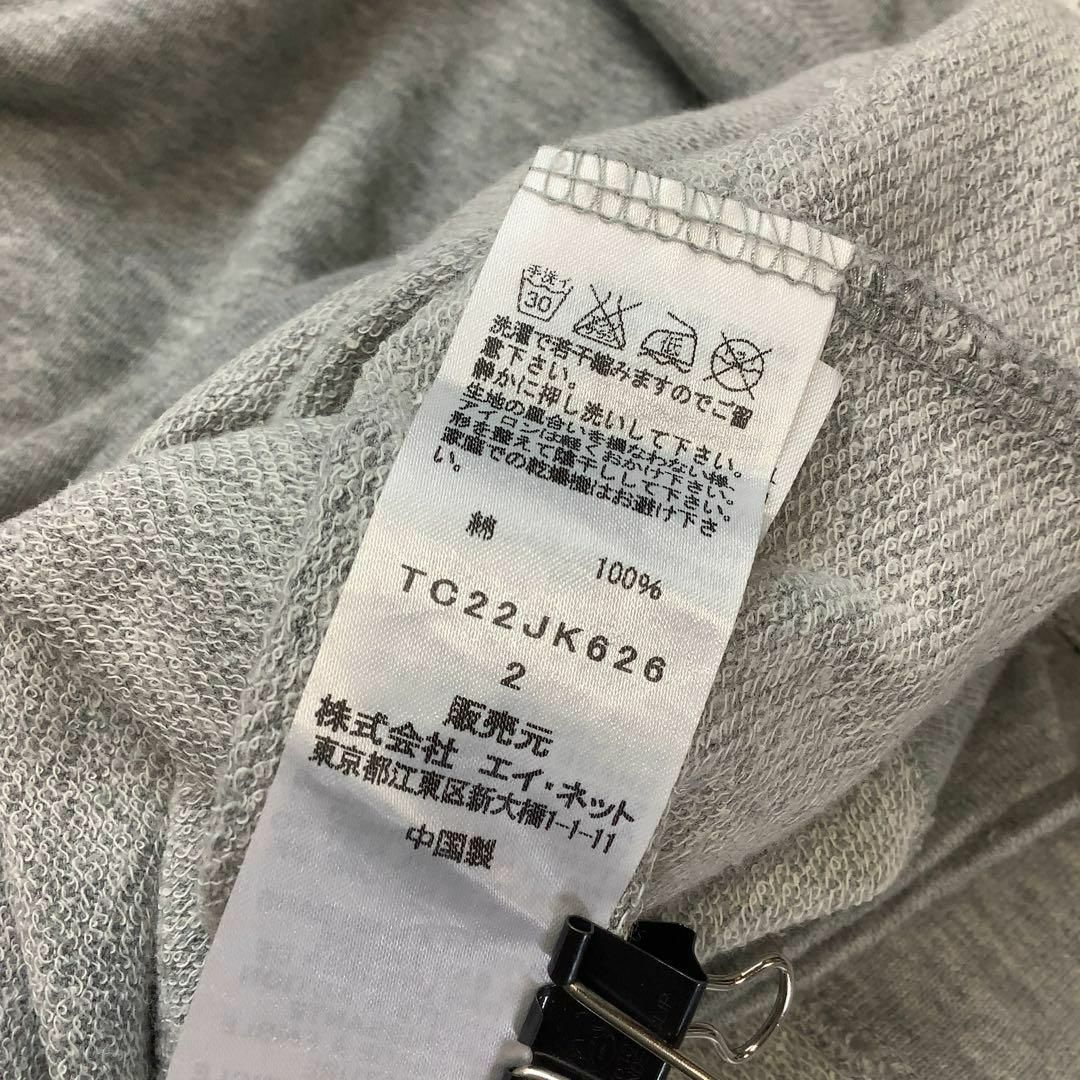 手洗イ
30
低
洗濯で若干縮みますのでご留
意下さい。
静かに押し洗いして下さい。
生地の風合いを損なわない様、
アイロンは軽くおかけ下さい。
形を整えて陰干しして下さい。
家庭での乾燥機はお避け下さ
い。
綿 100%
TC22JK626
2
販売元
株式会社 エイ・ネット
東京都江東区新大橋1-1-11
中国製